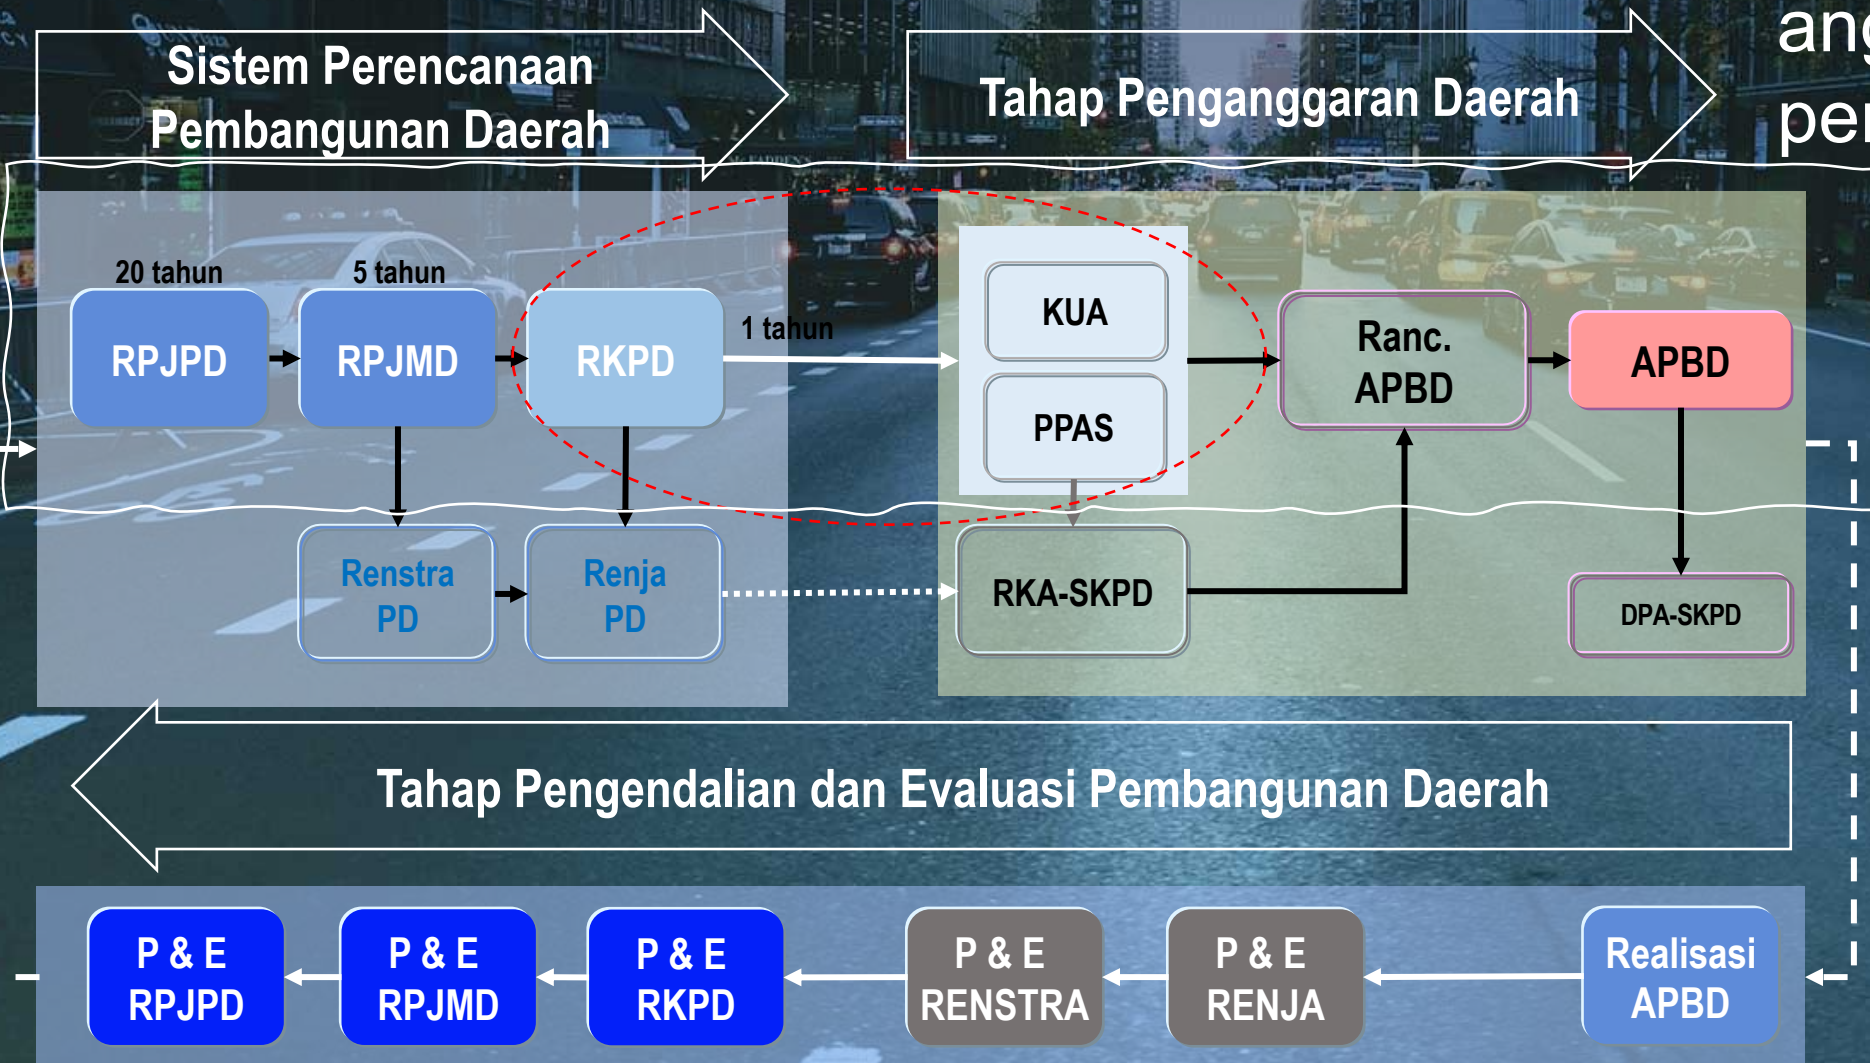 Sistem Perencanaan
Pembangunan Daerah
Tahap Penganggaran Daerah
20 tahun
5 tahun
1 tahun
RPJPD
RPJMD
RKPD
KUA
PPAS
Ranc.
APBD
APBD
Renstra
PD
Renja
PD
RKA-SKPD
DPA-SKPD
Tahap Pengendalian dan Evaluasi Pembangunan Daerah
P & E
RPJPD
P & E
RPJMD
P & E
RKPD
P & E
RENSTRA
P & E
RENJA
Realisasi
APBD